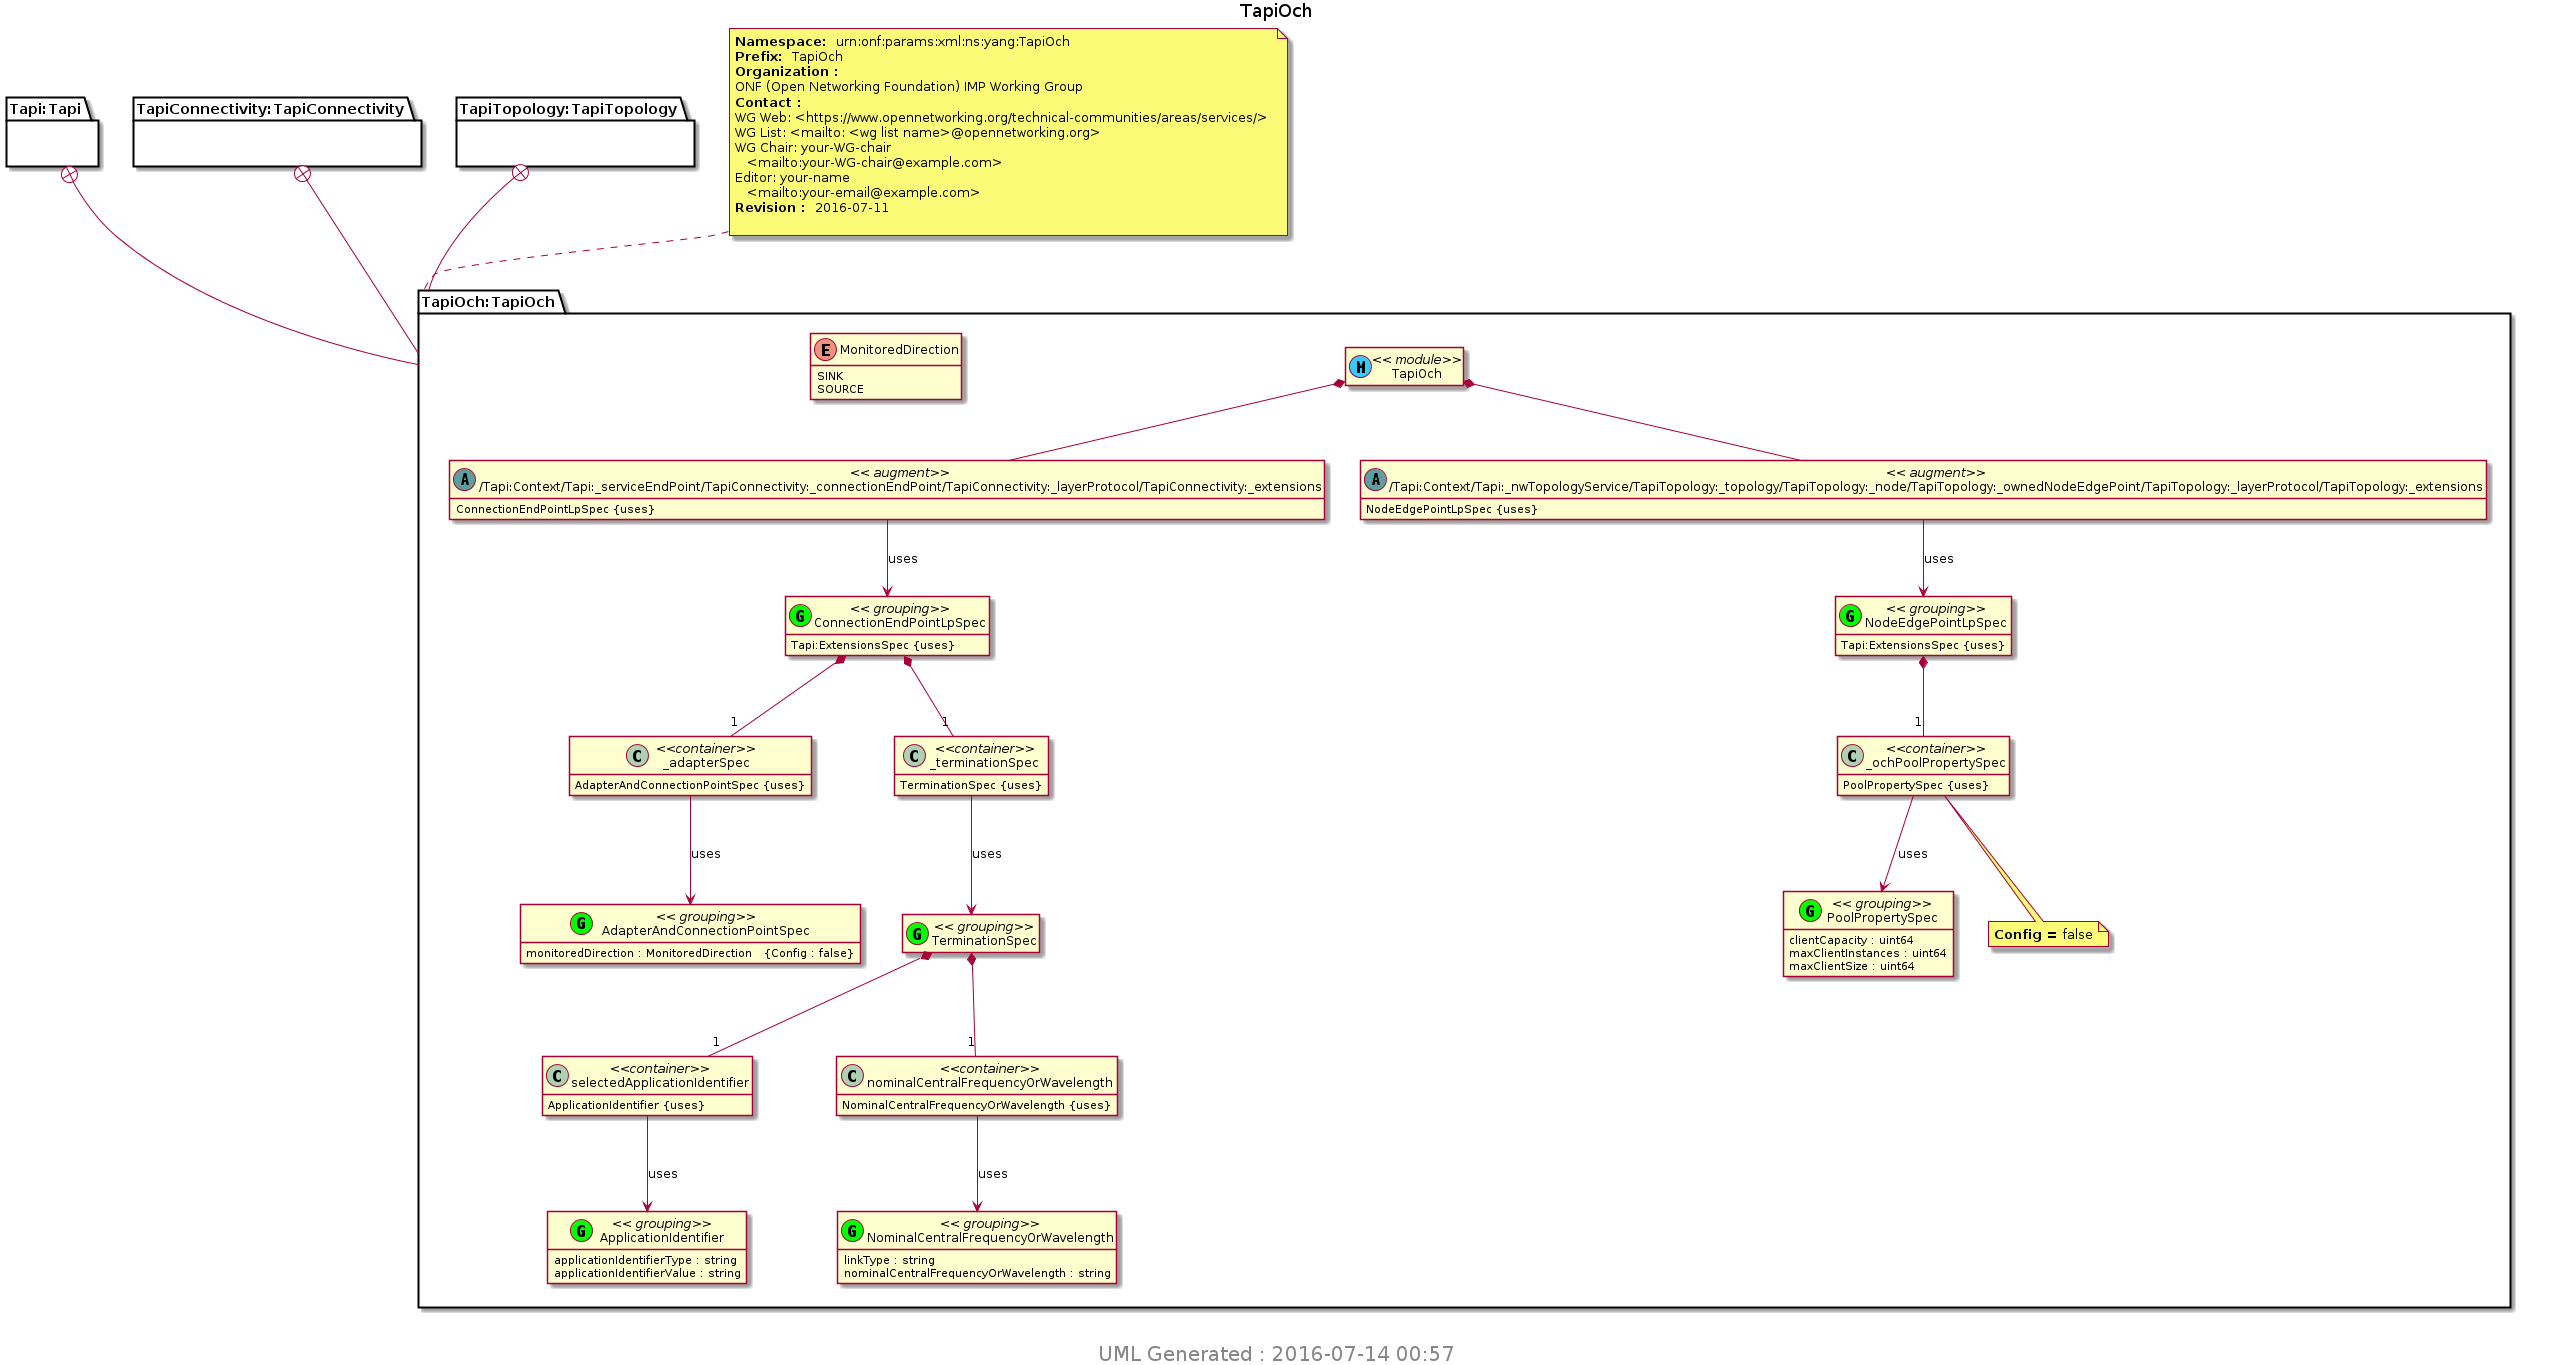 TapiOch
Namespace: urn:onf:params:xml:ns:yang:TapiOch
Prefix: TapiOch
Organization :
ONF (Open Networking Foundation) IMP Working Group
Contact :
WG Web: <https://www.opennetworking.org/technical-communities/areas/services/>
WG List: <mailto: <wg list name>@opennetworking.org>
WG Chair: your-WG-chair
<mailto:your-WG-chair@example.com>
Editor: your-name
<mailto:your-email@example.com>
Revision : 2016-07-11
Tapi:Tapi
TapiConnectivity:TapiConnectivity
TapiTopology:TapiTopology
TapiOch:TapiOch
E MonitoredDirection
SINK
SOURCE
M << module>>
TapiOch
A << augment>>
/Tapi:Context/Tapi:_serviceEndPoint/TapiConnectivity:_connectionEndPoint/TapiConnectivity:_layerProtocol/TapiConnectivity:_extensions
ConnectionEndPointLpSpec {uses}
A << augment>>
/Tapi:Context/Tapi:_nwTopologyService/TapiTopology:_topology/TapiTopology:_node/TapiTopology:_ownedNodeEdgePoint/TapiTopology:_layerProtocol/TapiTopology:_extensions
NodeEdgePointLpSpec {uses}
uses
uses
G << grouping>>
ConnectionEndPointLpSpec
Tapi:ExtensionsSpec {uses}
G << grouping>>
NodeEdgePointLpSpec
Tapi:ExtensionsSpec {uses}
1
1
1
C <<container>>
_adapterSpec
AdapterAndConnectionPointSpec {uses}
C <<container>>
_terminationSpec
TerminationSpec {uses}
C <<container>>
_ochPoolPropertySpec
PoolPropertySpec {uses}
uses
uses
uses
G << grouping>>
AdapterAndConnectionPointSpec
monitoredDirection : MonitoredDirection {Config : false}
G << grouping>>
TerminationSpec
G << grouping>>
PoolPropertySpec
clientCapacity : uint64
maxClientInstances : uint64
maxClientSize : uint64
Config = false
1
1
C <<container>>
selectedApplicationIdentifier
ApplicationIdentifier {uses}
C <<container>>
nominalCentralFrequencyOrWavelength
NominalCentralFrequencyOrWavelength {uses}
uses
uses
G << grouping>>
ApplicationIdentifier
applicationIdentifierType : string
applicationIdentifierValue : string
G << grouping>>
NominalCentralFrequencyOrWavelength
linkType : string
nominalCentralFrequencyOrWavelength : string
UML Generated : 2016-07-14 00:57